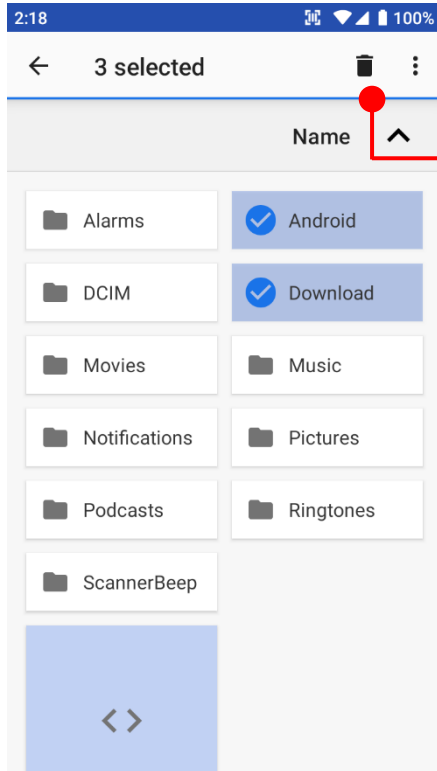 2:18 100%
3 selected
Name
Alarms Android
DCIM Download
Movies Music
Notifications Pictures
Podcasts Ringtones
ScannerBeep